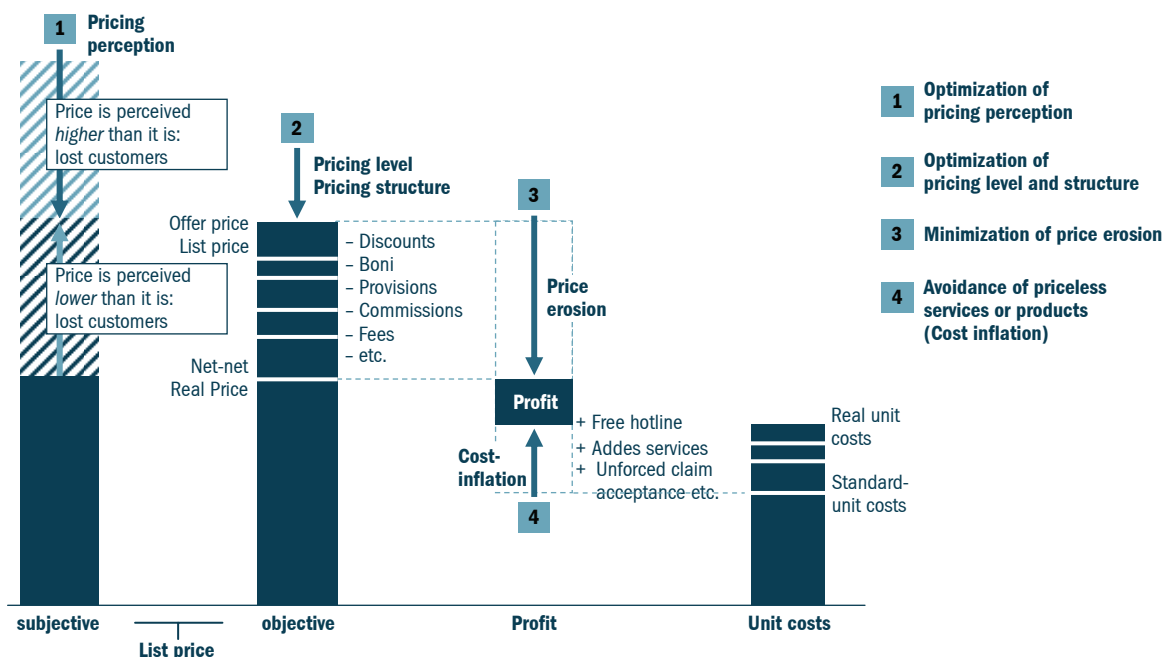 1
Pricing
perception
Price is perceived
higher than it is:
lost customers
Price is perceived
lower than it is:
lost customers
2
Pricing level
Pricing structure
Offer price
List price
– Discounts
– Boni
– Provisions
– Commissions
– Fees
– etc.
Net-net
Real Price
3
Price
erosion
Profit
+ Free hotline
+ Addes services
+ Unforced claim
acceptance etc.
Cost-
inflation
4
Real unit
costs
Standard-
unit costs
subjective
objective
Profit
Unit costs
List price
1 Optimization of
pricing perception
2 Optimization of
pricing level and structure
3 Minimization of price erosion
4 Avoidance of priceless
services or products
(Cost inflation)